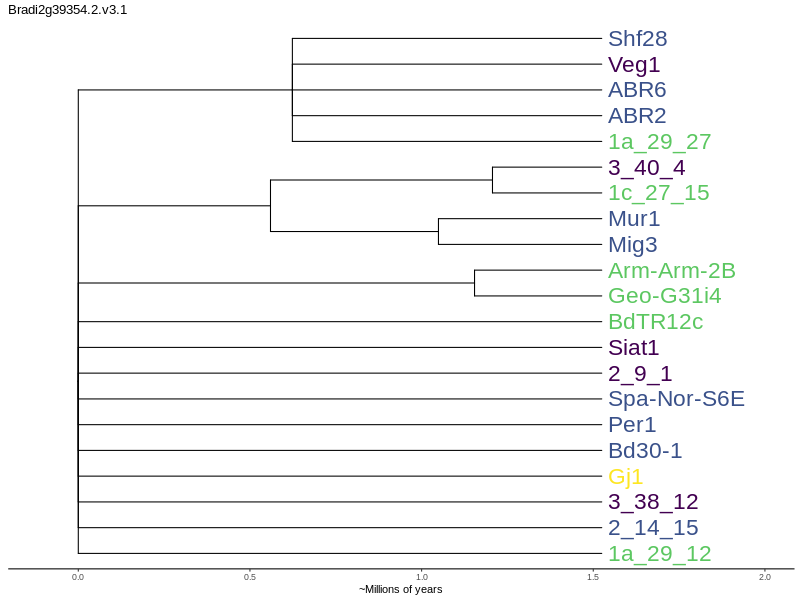 Bradi2g39354.2.v3.1
Shf28
Veg1
ABR6
ABR2
1a_29_27
3_40_4
1c_27_15
Mur1
Mig3
Arm-Arm-2B
Geo-G31i4
BdTR12c
Siat1
2_9_1
Spa-Nor-S6E
Per1
Bd30-1
Gj1
3_38_12
2_14_15
1a_29_12
0.0 0.5 1.0 1.5 2.0
~Millions of years